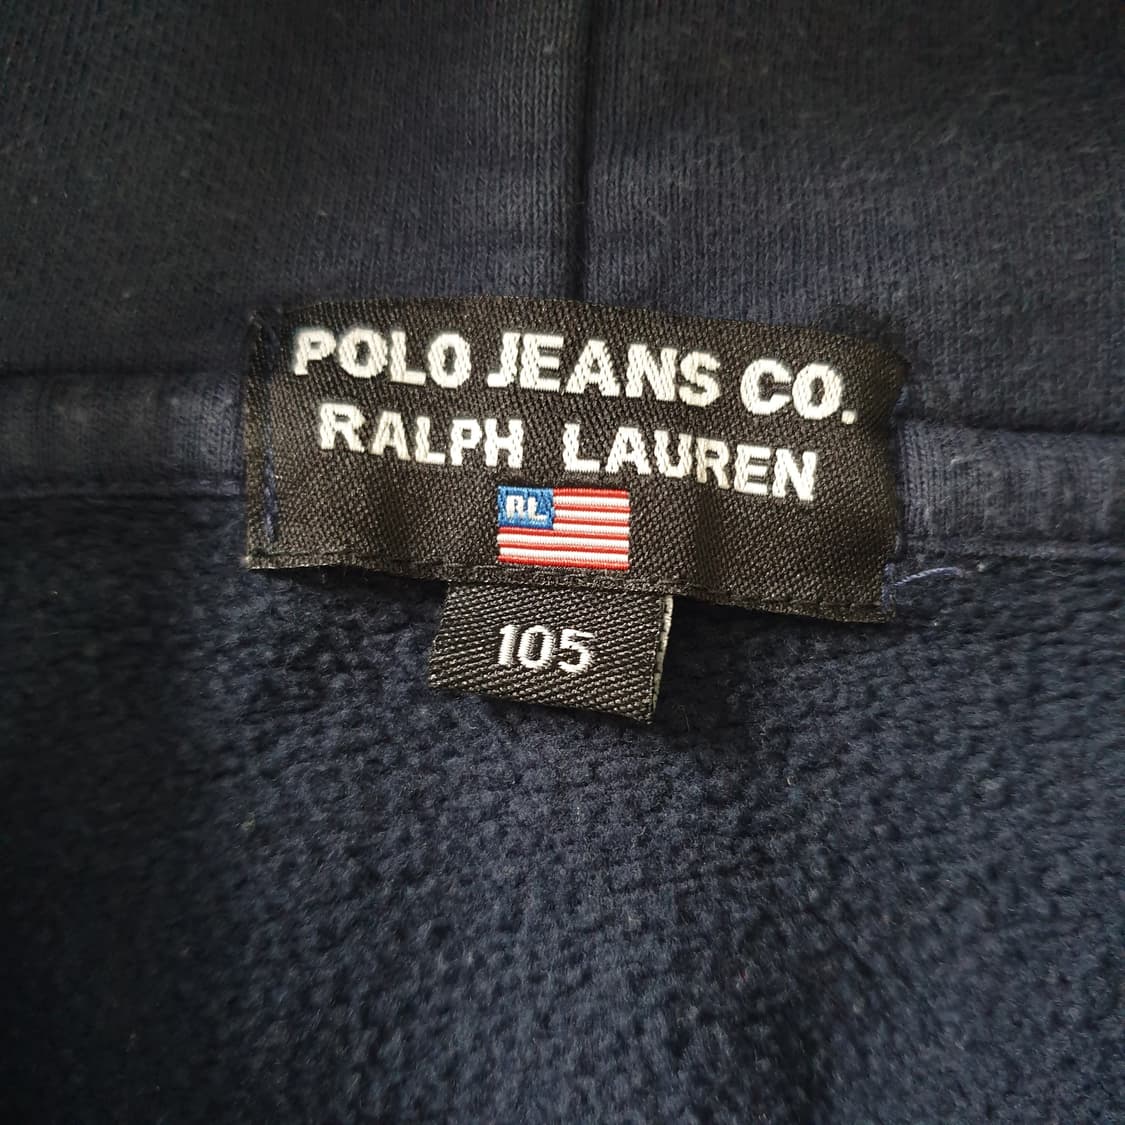 POLO JEANS CO.
RALPH LAUREN
RL
105